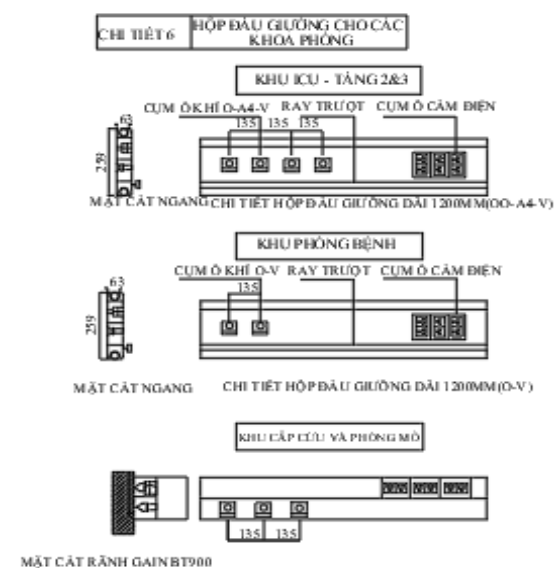 CHI TIẾT 6
HỘP ĐẦU GIƯỜNG CHO CÁC
KHOA PHÒNG
KHU ICU - TẦNG 2&3
CỤM Ổ KHÍ O-A4-V RAY TRƯỢT CỤM Ổ CẮM ĐIỆN
63
135 135 135
259
MẶT CẮT NGANG CHI TIẾT HỘP ĐẦU GIƯỜNG DÀI 1200MM(OO-A4-V)
KHU PHÒNG BỆNH
CỤM Ổ KHÍ O-V RAY TRƯỢT CỤM Ổ CẮM ĐIỆN
63
135
259
MẶT CẮT NGANG CHI TIẾT HỘP ĐẦU GIƯỜNG DÀI 1200MM(O-V)
KHU CẤP CỨU VÀ PHÒNG MỔ
135 135
MẶT CẮT RÃNH GAIN BT900